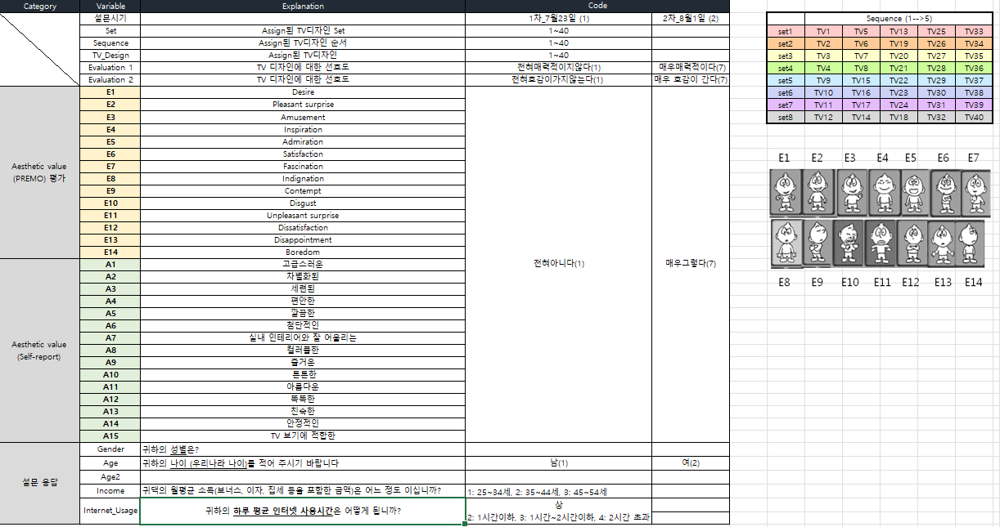 Category Variable Explanation Code
설문시기 1차_7월23일 (1) 2차_8월1일 (2)
Set Assign된 TV디자인 Set 1~40
Sequence Assign된 TV디자인 순서 1~40
TV_Design Assign된 TV디자인 1~40
Evaluation 1 TV 디자인에 대한 선호도 전혀매력적이지않다(1) 매우매력적이다(7)
Evaluation 2 TV 디자인에 대한 선호도 전혀호감이가지않는다(1) 매우 호감이 간다(7)
Aesthetic value
(PREMO) 평가
E1 Desire
E2 Pleasant surprise
E3 Amusement
E4 Inspiration
E5 Admiration
E6 Satisfaction
E7 Fascination
E8 Indignation
E9 Contempt
E10 Disgust
E11 Unpleasant surprise
E12 Dissatisfaction
E13 Disappointment
E14 Boredom
전혀아니다(1) 매우그렇다(7)
Aesthetic value
(Self-report)
A1 고급스러운
A2 차별화된
A3 세련된
A4 편안한
A5 깔끔한
A6 첨단적인
A7 실내 인테리어와 잘 어울리는
A8 컬러풀한
A9 즐거운
A10 튼튼한
A11 아름다운
A12 똑똑한
A13 친숙한
A14 안정적인
A15 TV 보기에 적합한
설문 응답
Gender 귀하의 성별은?
Age 귀하의 나이 (우리나라 나이)를 적어 주시기 바랍니다 남(1) 여(2)
Age2
Income 귀댁의 월평균 소득(보너스, 이자, 집세 등을 포함한 금액)은 어느 정도 이십니까? 1: 25~34세, 2: 35~44세, 3: 45~54세
Internet_Usage 귀하의 하루 평균 인터넷 사용시간은 어떻게 됩니까? 상
2: 1시간이하, 3: 1시간~2시간이하, 4: 2시간 초과
Sequence (1-->5)
set1 TV1 TV5 TV13 TV25 TV33
set2 TV2 TV6 TV19 TV26 TV34
set3 TV3 TV7 TV20 TV27 TV35
set4 TV4 TV8 TV21 TV28 TV36
set5 TV9 TV15 TV22 TV29 TV37
set6 TV10 TV16 TV23 TV30 TV38
set7 TV11 TV17 TV24 TV31 TV39
set8 TV12 TV14 TV18 TV32 TV40
E1 E2 E3 E4 E5 E6 E7
E8 E9 E10 E11 E12 E13 E14